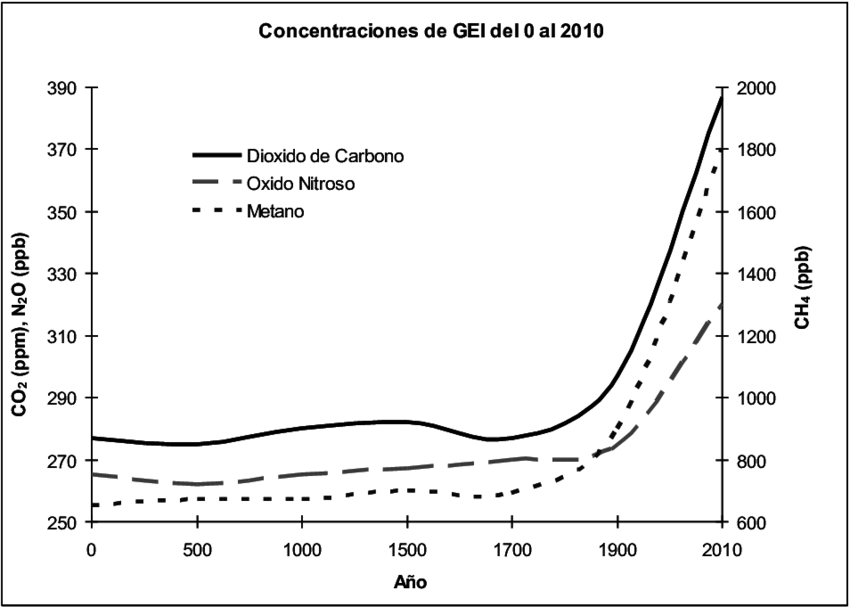 Concentraciones de GEI del 0 al 2010
390
370
350
330
310
290
270
250
2000
1800
1600
1400
1200
1000
800
600
Dioxido de Carbono
Oxido Nitroso
Metano
CO₂ (ppm), N₂O (ppb)
CH₄ (ppb)
0 500 1000 1500 1700 1900 2010
Año